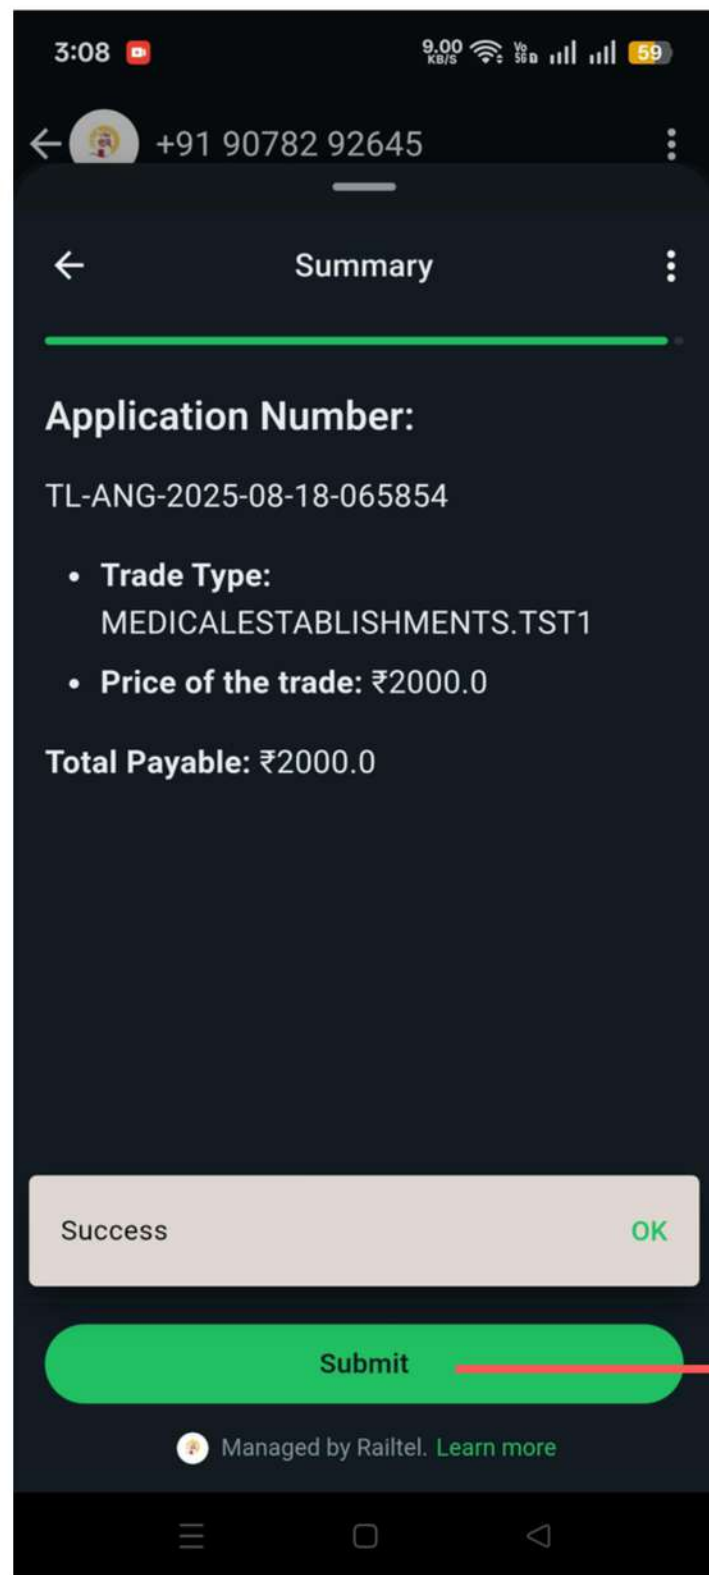 3:08
9.00 KB/S Vo 5G D 59
+91 90782 92645
Summary
Application Number:
TL-ANG-2025-08-18-065854
• Trade Type:
MEDICALESTABLISHMENTS.TST1
• Price of the trade: ₹2000.0
Total Payable: ₹2000.0
Success OK
Submit
Managed by Railtel. Learn more